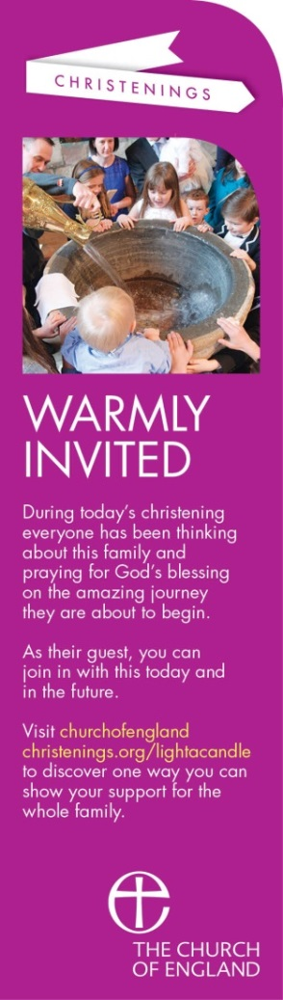 CHRISTENINGS
WARMLY
INVITED
During today's christening
everyone has been thinking
about this family and
praying for God's blessing
on the amazing journey
they are about to begin.
As their guest, you can
join in with this today and
in the future.
Visit churchofengland
christenings.org/lightacandle
to discover one way you can
show your support for the
whole family.
THE CHURCH
OF ENGLAND